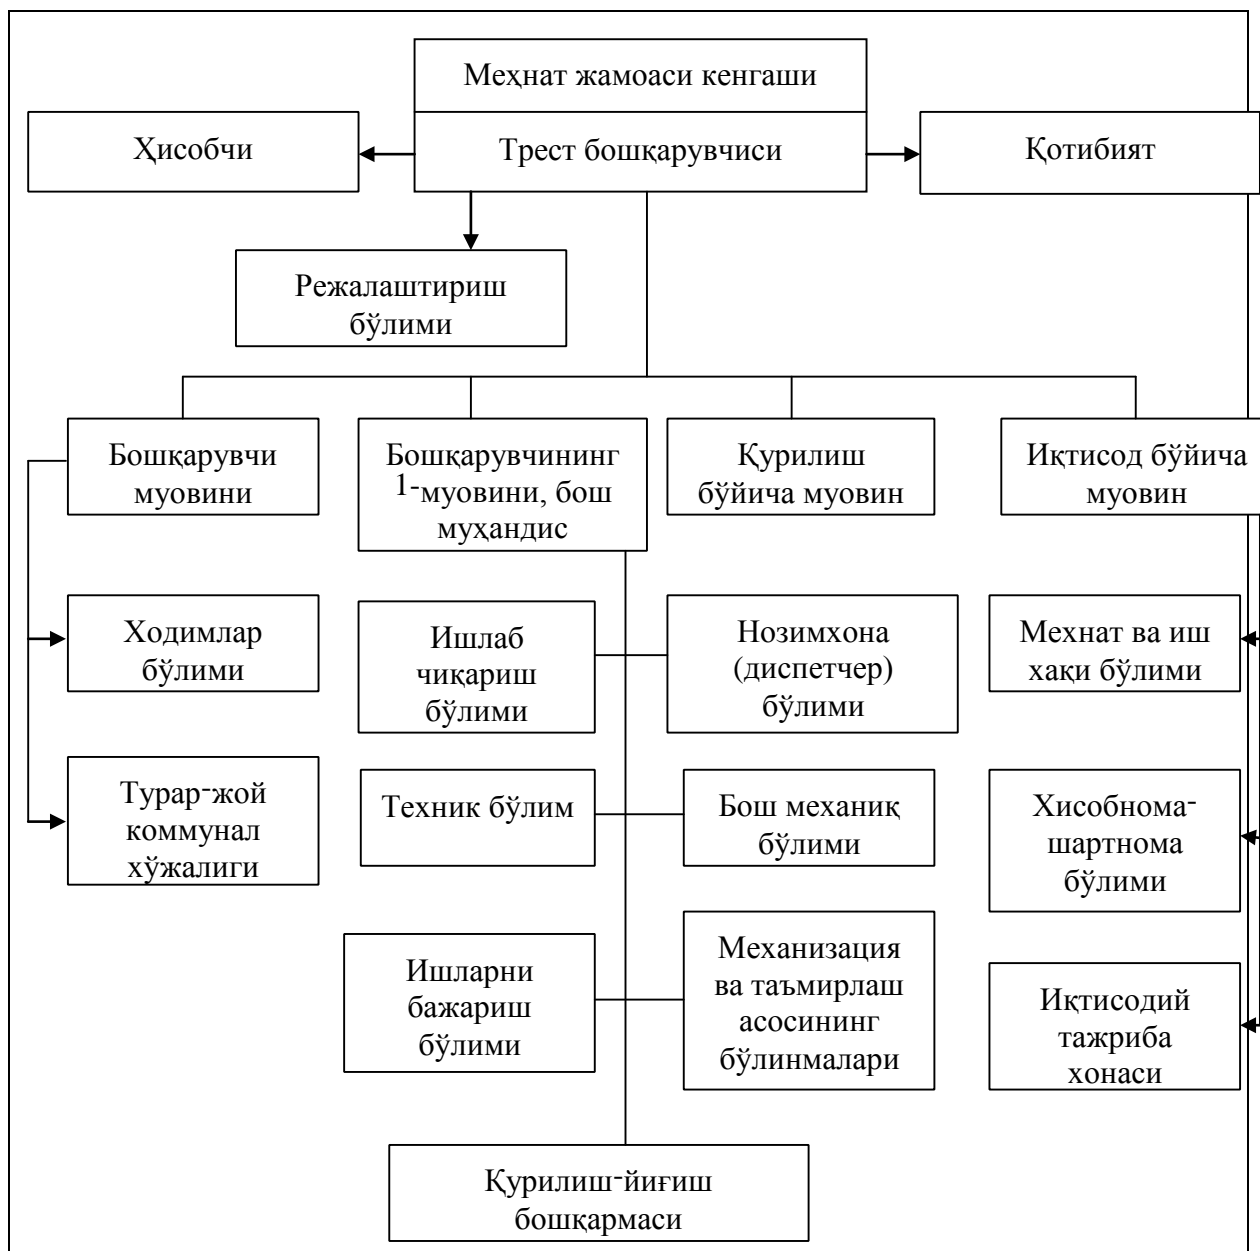 Меҳнат жамоаси кенгаши
Ҳисобчи
Трест бошқарувчиси
Қотибият
Режалаштириш
бўлими
Бошқарувчи
муовини
Бошқарувчининг
1-муовини, бош
муҳандис
Қурилиш
бўйича муовин
Иқтисод бўйича
муовин
Ходимлар
бўлими
Ишлаб
чиқариш
бўлими
Нозимхона
(диспетчер)
бўлими
Мехнат ва иш
хақи бўлими
Турар-жой
коммунал
хўжалиги
Техник бўлим
Бош механиқ
бўлими
Хисобнома-
шартнома
бўлими
Ишларни
бажариш
бўлими
Механизация
ва таъмирлаш
асосининг
бўлинмалари
Иқтисодий
тажриба
хонаси
Қурилиш-йиғиш
бошқармаси